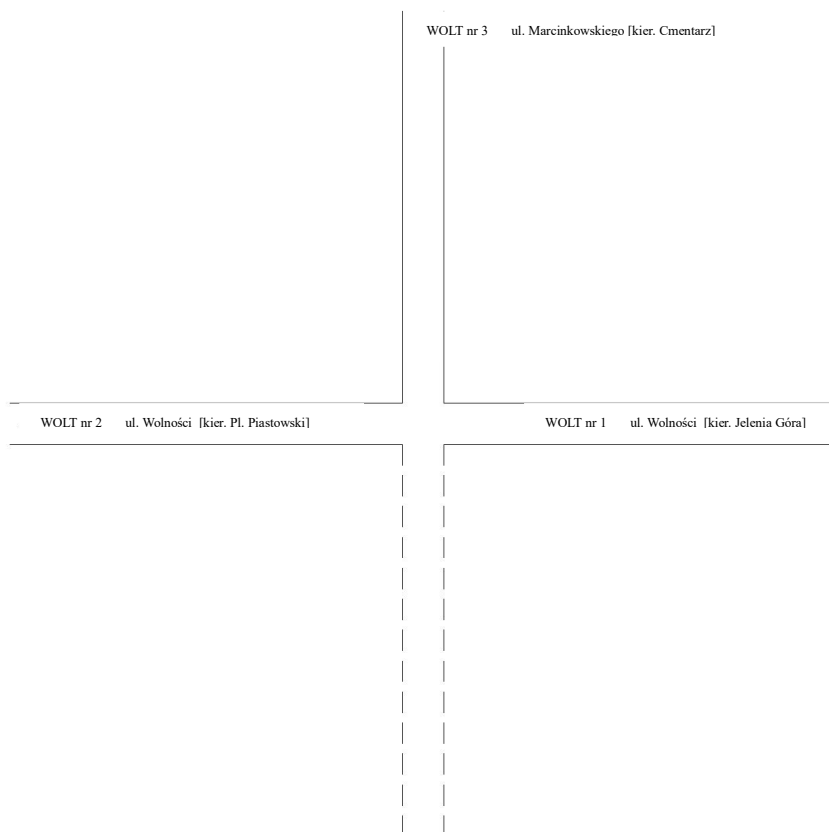 WOLT nr 3 ul. Marcinkowskiego [kier. Cmentarz]
WOLT nr 2 ul. Wolności [kier. Pl. Piastowski]
WOLT nr 1 ul. Wolności [kier. Jelenia Góra]